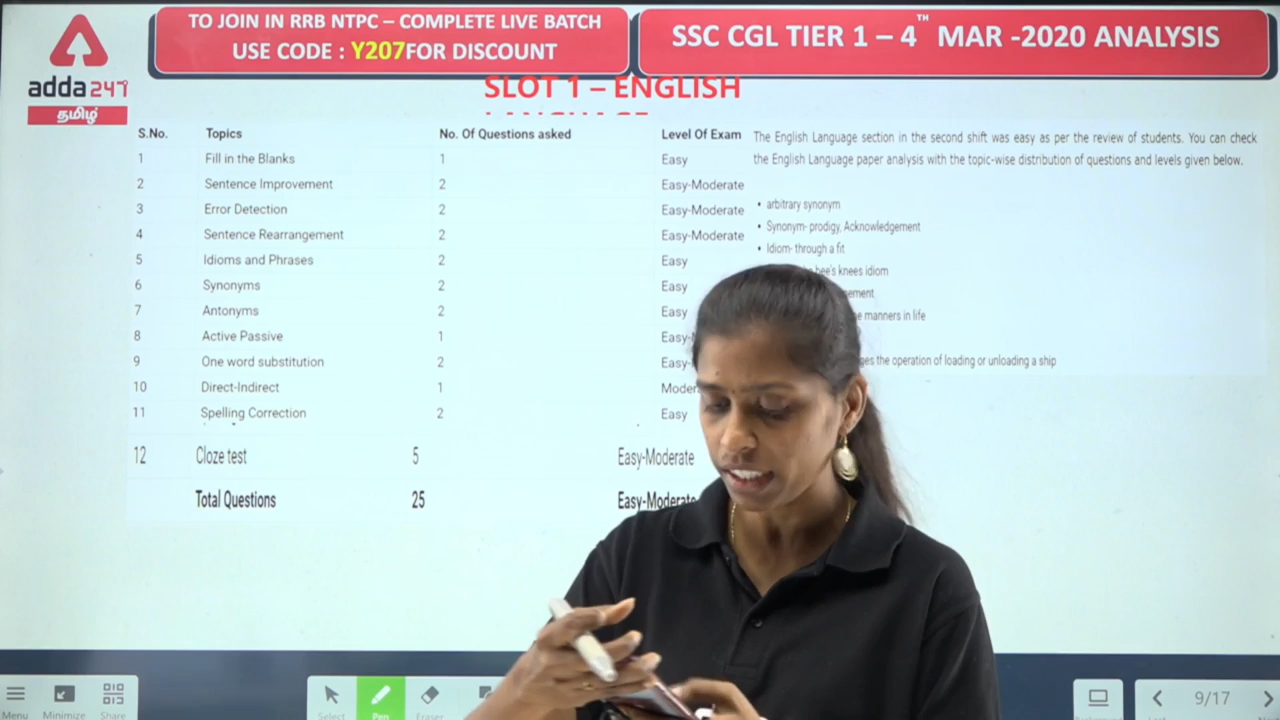 TO JOIN IN RRB NTPC – COMPLETE LIVE BATCH
USE CODE : Y207FOR DISCOUNT
SSC CGL TIER 1 – 4TH MAR -2020 ANALYSIS
adda247
தமிழ்
SLOT 1 – ENGLISH
S.No. Topics No. Of Questions asked Level Of Exam
1 Fill in the Blanks 1 Easy
2 Sentence Improvement 2 Easy-Moderate
3 Error Detection 2 Easy-Moderate
4 Sentence Rearrangement 2 Easy-Moderate
5 Idioms and Phrases 2 Easy
6 Synonyms 2 Easy
7 Antonyms 2 Easy
8 Active Passive 1 Easy-
9 One word substitution 2 Easy-
10 Direct-Indirect 1
11 Spelling Correction 2 Easy
12 Cloze test 5 Easy-Moderate
Total Questions 25 Easy-Moderate
The English Language section in the second shift was easy as per the review of students. You can check
the English Language paper analysis with the topic-wise distribution of questions and levels given below.
• arbitrary synonym
• Synonym- prodigy, Acknowledgement
• Idiom- through a fit
bee's knees idiom
manners in life
the operation of loading or unloading a ship
Menu Minimize Share
Select Pen Eraser
9/17